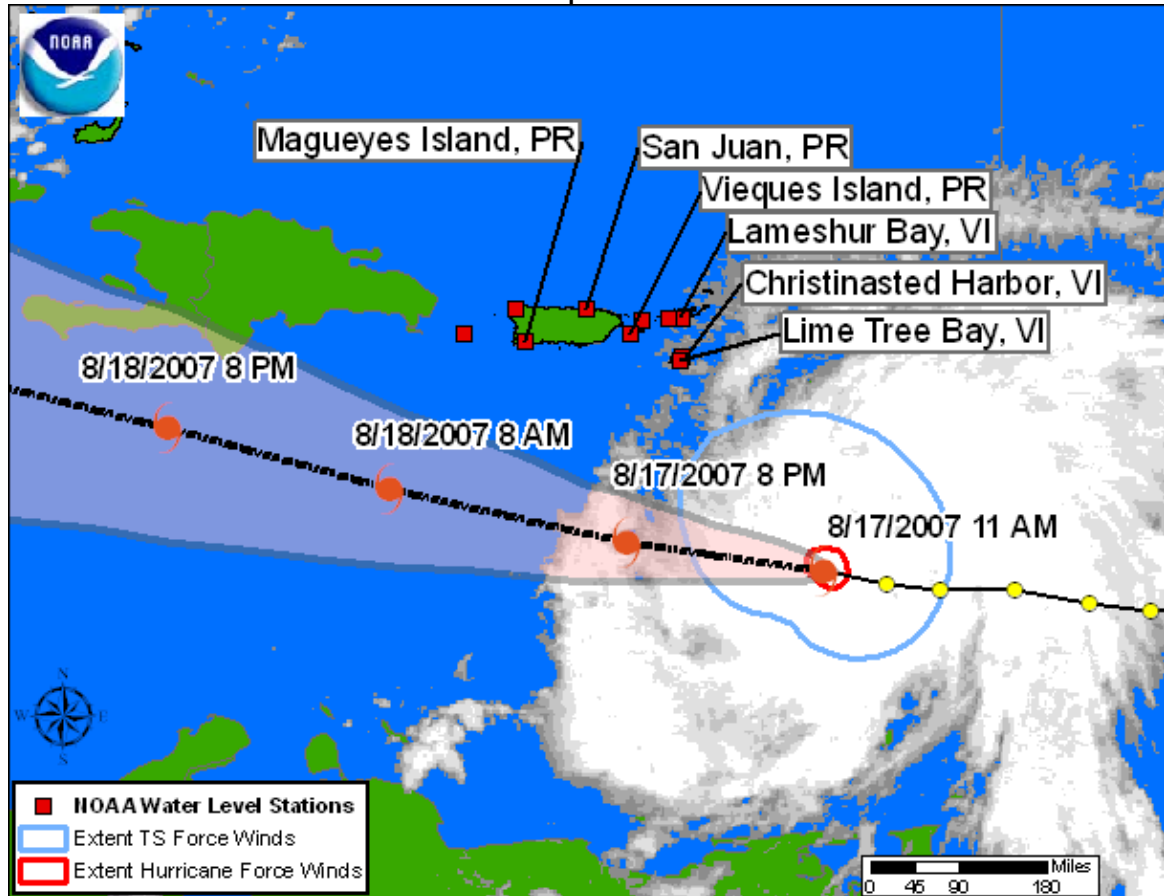 NOAA
Magueyes Island, PR
San Juan, PR
Vieques Island, PR
Lameshur Bay, VI
Christinasted Harbor, VI
Lime Tree Bay, VI
8/18/2007 8 PM
8/18/2007 8 AM
8/17/2007 8 PM
8/17/2007 11 AM
N
W E
S
NOAA Water Level Stations
Extent TS Force Winds
Extent Hurricane Force Winds
Miles
0 45 90 180